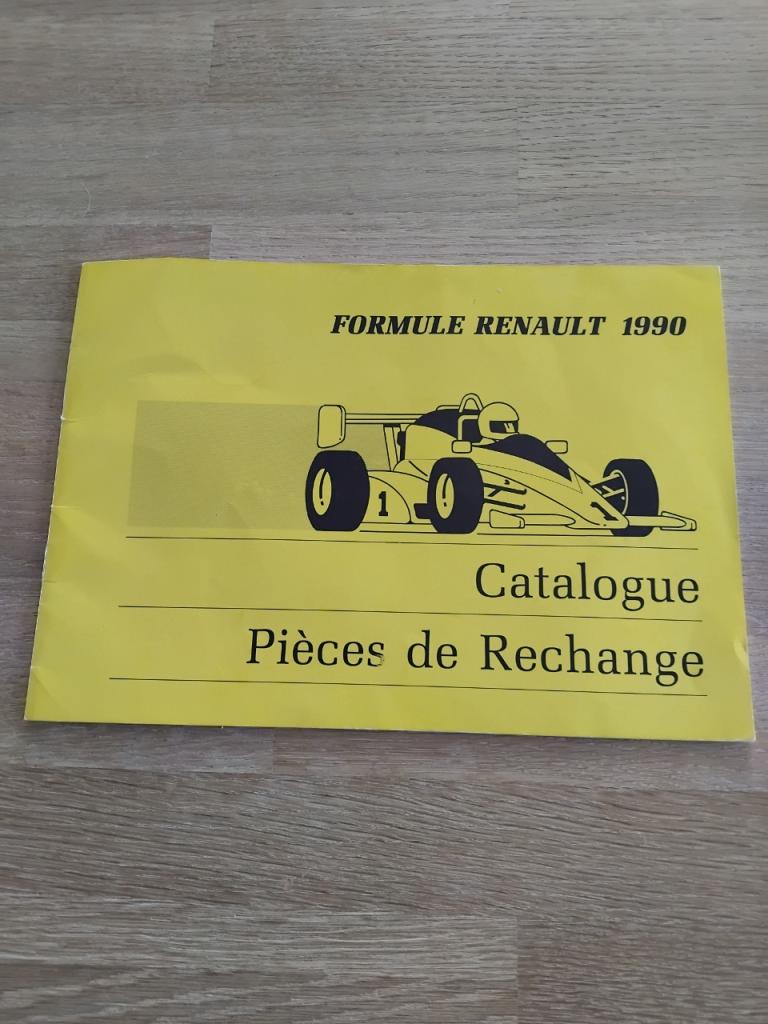 FORMULE RENAULT 1990
1
Catalogue
Pièces de Rechange